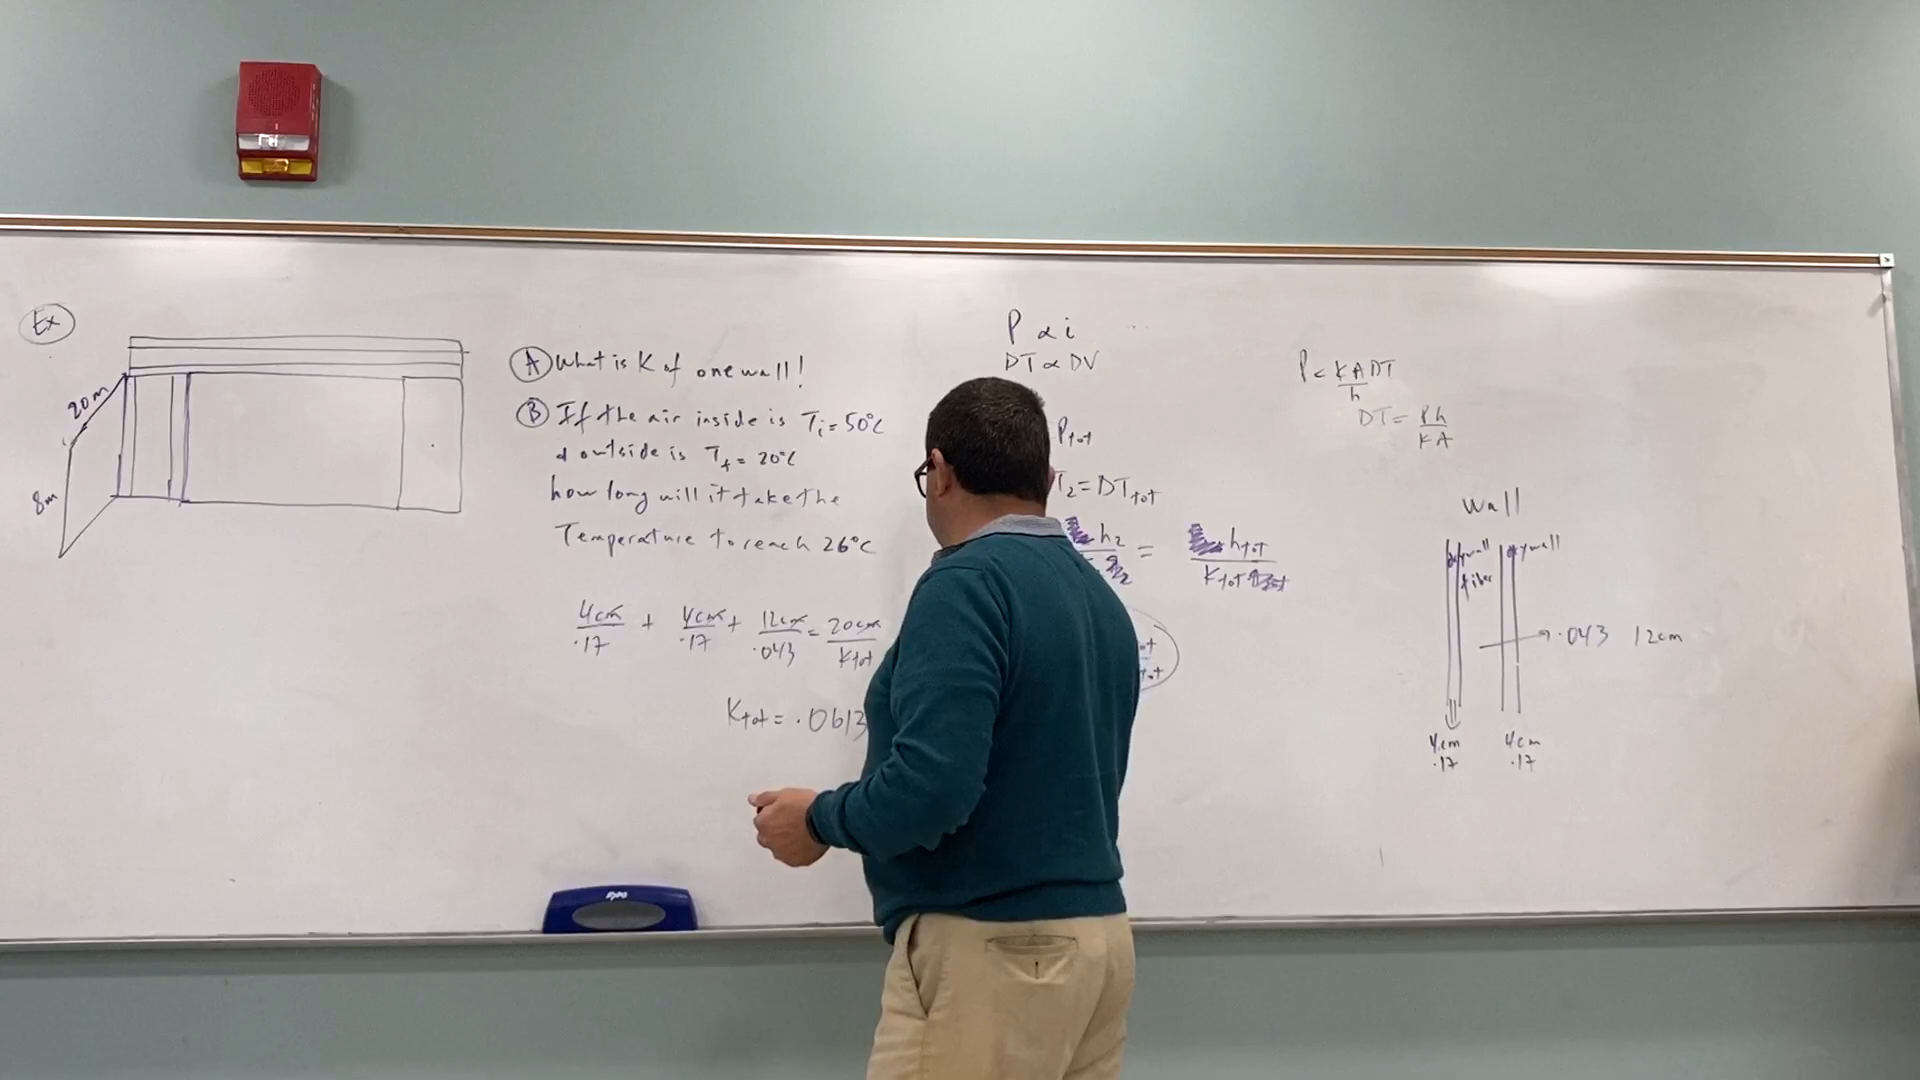 Ex
20m
8m
A What is K of one wall!
B If the air inside is Ti = 50°C
& outside is Tf = 20°C
how long will it take the
Temperature to reach 26°C
4cm/.17 + 4cm/.17 + 12cm/.043 = 20cm/Ktot
Ktot = .0613
P ∝ i
DT ∝ DV
Ptot
T2 = DTtot
h2 = htot/Ktot
P = KADT/h
DT = Ph/KA
Wall
drywall drywall
fiber
.043 12cm
4cm 4cm
.17 .17
EXPO